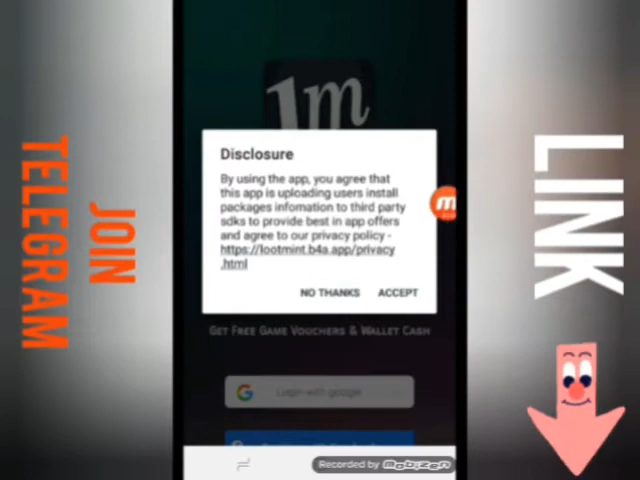 JOIN
TELEGRAM
LINK
1m
Disclosure
By using the app, you agree that
this app is uploading users install
packages infomation to third party
sdks to provide best in app offers
and agree to our privacy policy -
https://lootmint.b4a.app/privacy
.html
NO THANKS ACCEPT
GET FREE GAME VOUCHERS & WALLET CASH
Login with google
Recorded by MOBIZEN